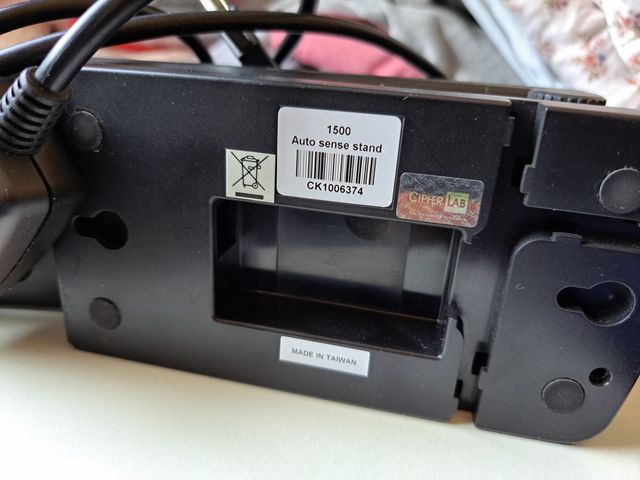 1500
Auto sense stand
CK1006374
CIPHER LAB
MADE IN TAIWAN